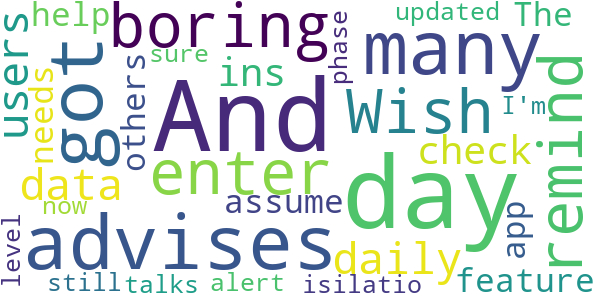 help
boring
phase
updated
The
users
got
others
sure
ins
many
remind
needs
And
Wish
I'm
data
enter
check
now
assume
day
app
level
advises
daily
feature
still
talks
alert
isilatio